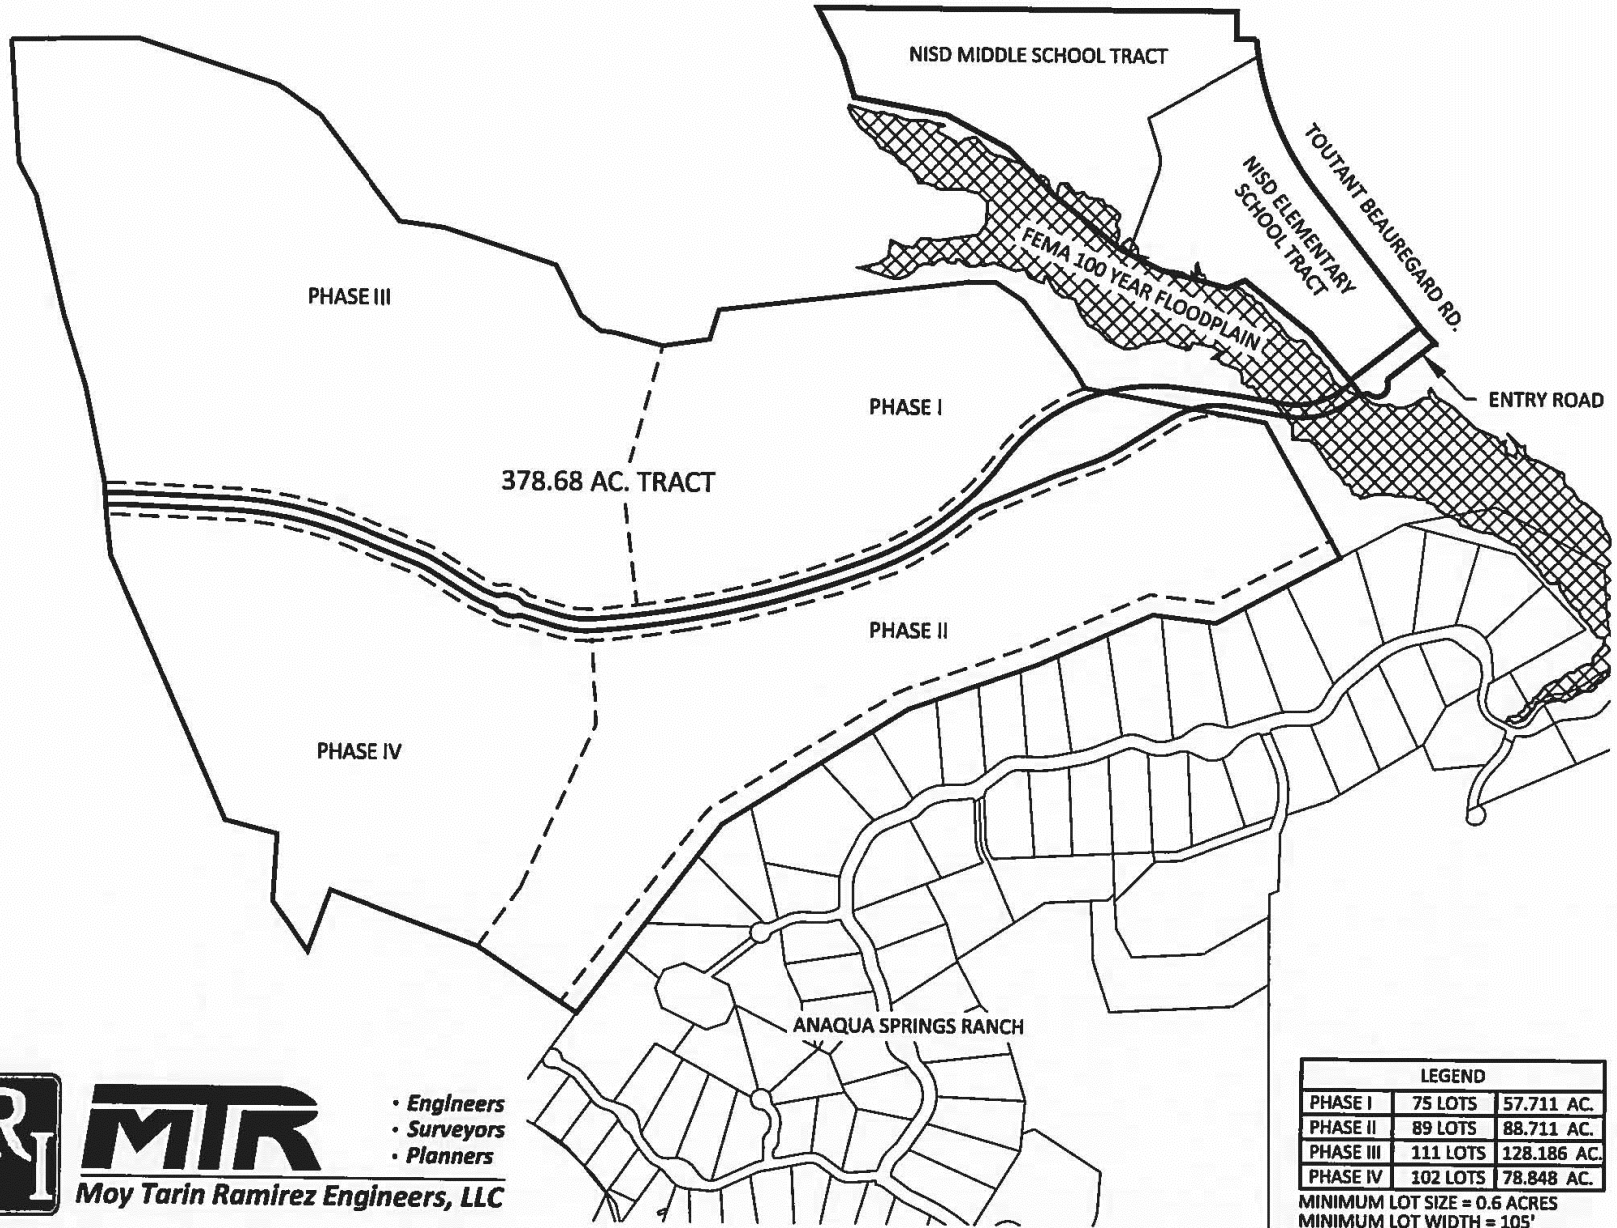 NISD MIDDLE SCHOOL TRACT
TOUTANT BEAUREGARD RD.
NISD ELEMENTARY
SCHOOL TRACT
FEMA 100 YEAR FLOODPLAIN
PHASE III
PHASE I
ENTRY ROAD
378.68 AC. TRACT
PHASE II
PHASE IV
ANAQUA SPRINGS RANCH
LEGEND
PHASE I 75 LOTS 57.711 AC.
PHASE II 89 LOTS 88.711 AC.
PHASE III 111 LOTS 128.186 AC.
PHASE IV 102 LOTS 78.848 AC.
MINIMUM LOT SIZE = 0.6 ACRES
MINIMUM LOT WIDTH = 105'
RI
MTR
• Engineers
• Surveyors
• Planners
Moy Tarin Ramirez Engineers, LLC